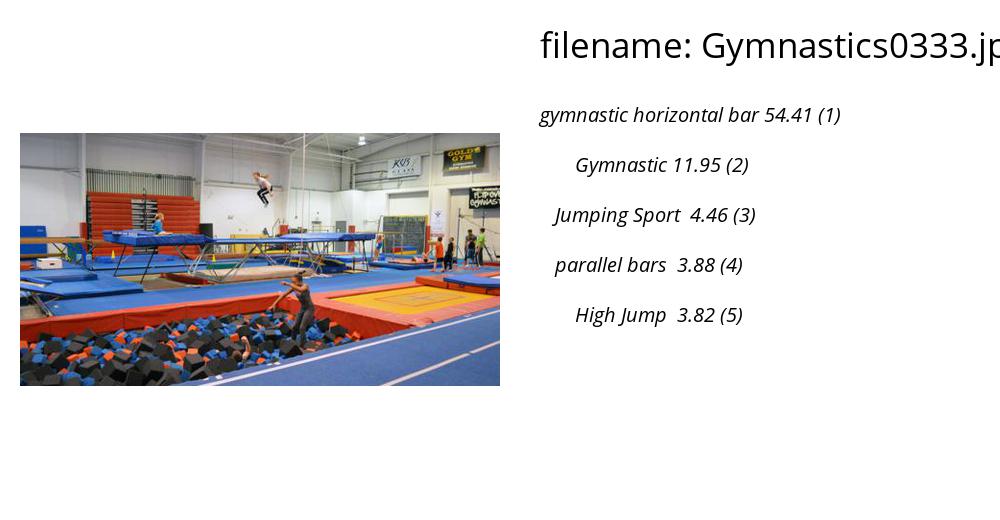 filename: Gymnastics0333.jp
gymnastic horizontal bar 54.41 (1)
Gymnastic 11.95 (2)
Jumping Sport 4.46 (3)
parallel bars 3.88 (4)
High Jump 3.82 (5)
GOLD
GYM